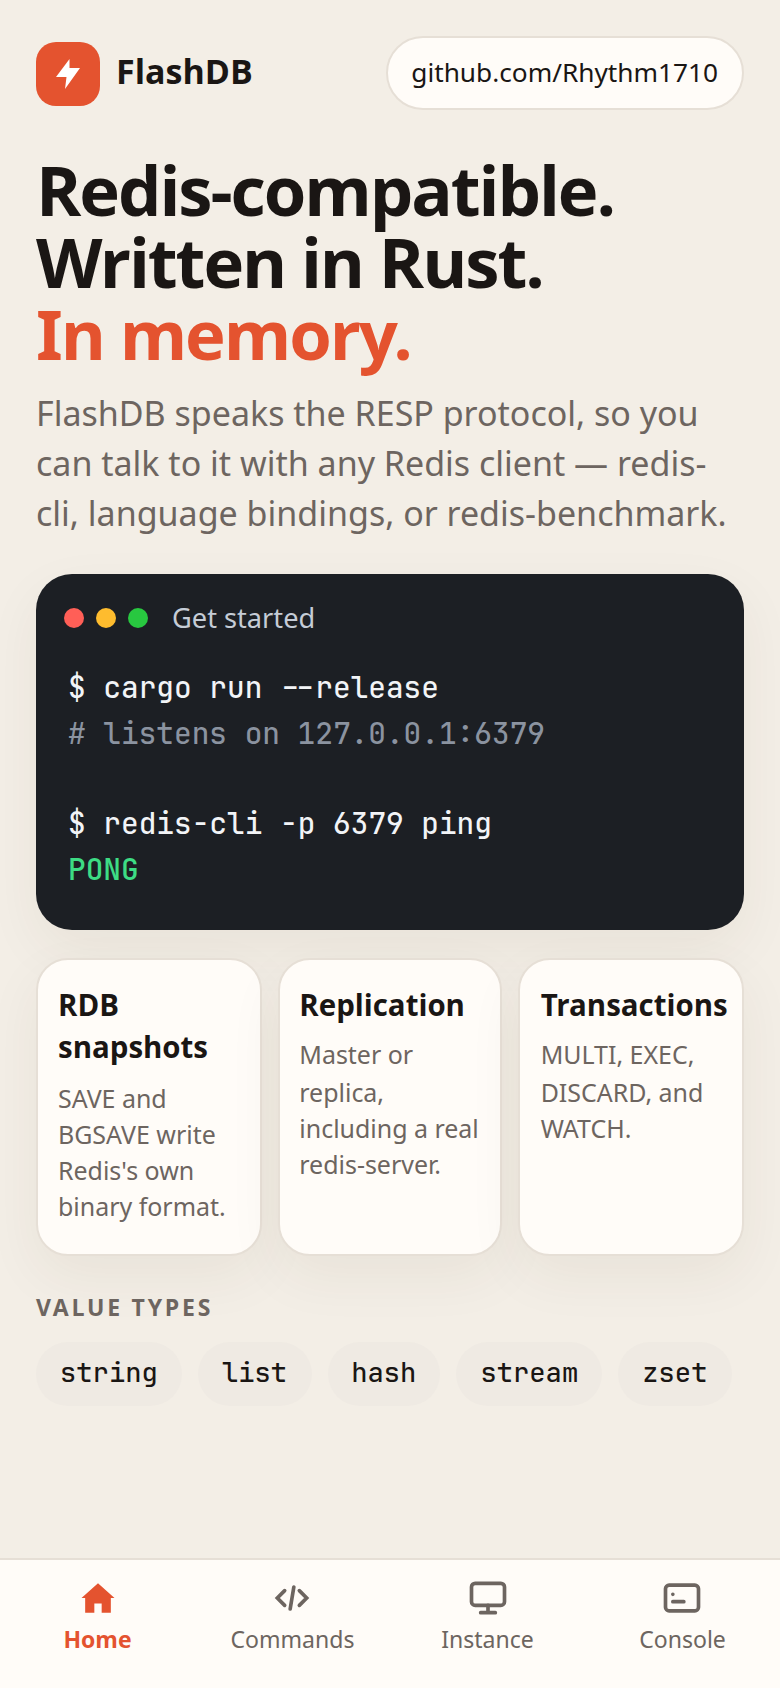 FlashDB
github.com/Rhythm1710
Redis-compatible.
Written in Rust.
In memory.
FlashDB speaks the RESP protocol, so you
can talk to it with any Redis client — redis-
cli, language bindings, or redis-benchmark.
Get started
$ cargo run --release
# listens on 127.0.0.1:6379
$ redis-cli -p 6379 ping
PONG
RDB
snapshots
SAVE and
BGSAVE write
Redis's own
binary format.
Replication
Master or
replica,
including a real
redis-server.
Transactions
MULTI, EXEC,
DISCARD, and
WATCH.
VALUE TYPES
string
list
hash
stream
zset
Home
Commands
Instance
Console